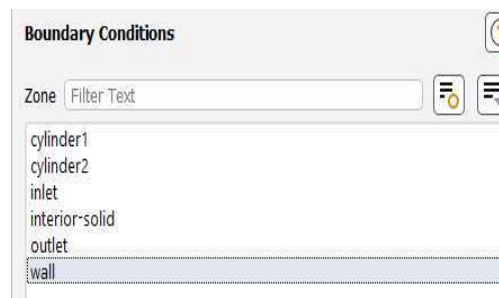 Boundary Conditions
Zone Filter Text
cylinder1
cylinder2
inlet
interior-solid
outlet
wall